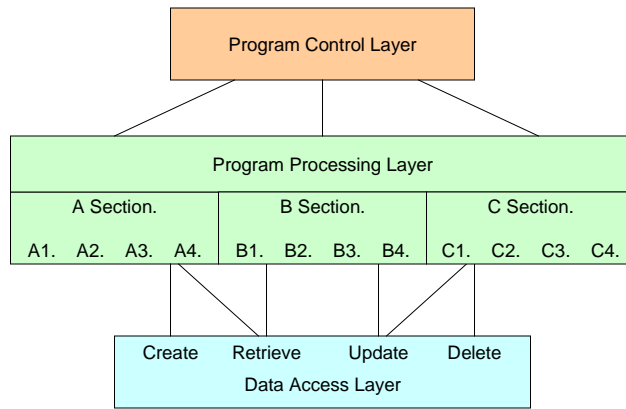 Program Control Layer
Program Processing Layer
A Section. B Section. C Section.
A1. A2. A3. A4. B1. B2. B3. B4. C1. C2. C3. C4.
Create Retrieve Update Delete
Data Access Layer